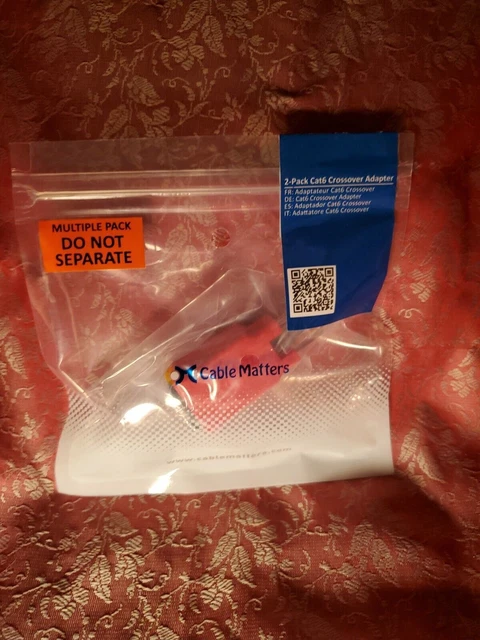 2-Pack Cat6 Crossover Adapter
FR: Adaptateur Cat6 Crossover
DE: Cat6 Crossover Adapter
ES: Adaptador Cat6 Crossover
IT: Adattatore Cat6 Crossover
MULTIPLE PACK
DO NOT
SEPARATE
Cable Matters
www.cablematters.com